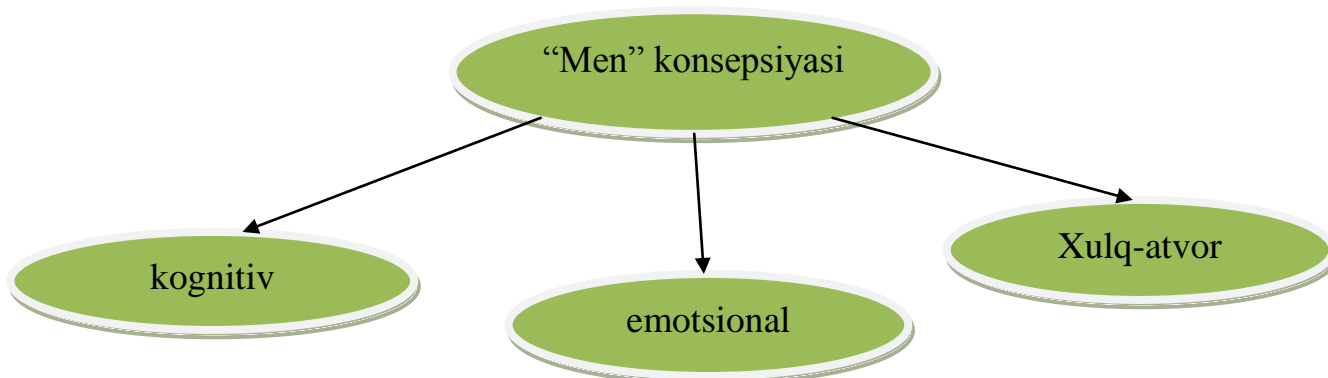 “Men” konsepsiyasi
kognitiv
emotsional
Xulq-atvor